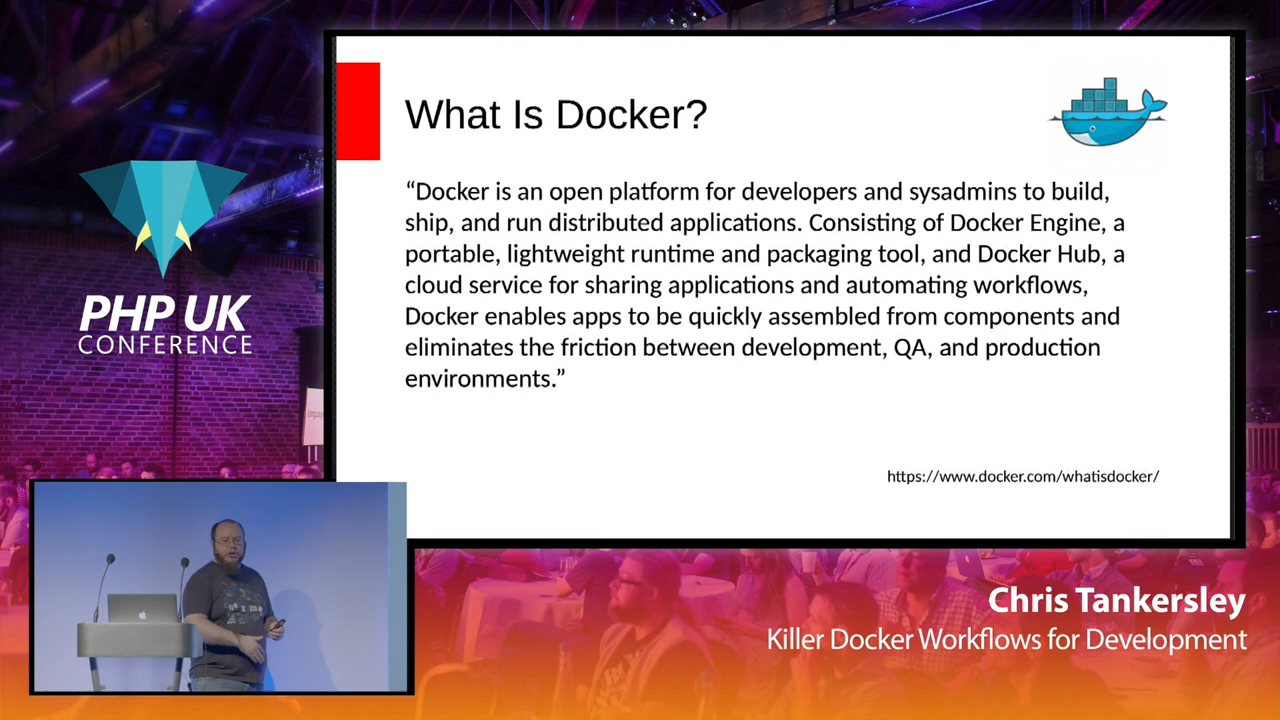 What Is Docker?
“Docker is an open platform for developers and sysadmins to build,
ship, and run distributed applications. Consisting of Docker Engine, a
portable, lightweight runtime and packaging tool, and Docker Hub, a
cloud service for sharing applications and automating workflows,
Docker enables apps to be quickly assembled from components and
eliminates the friction between development, QA, and production
environments.”
https://www.docker.com/whatisdocker/
PHP UK
CONFERENCE
Chris Tankersley
Killer Docker Workflows for Development